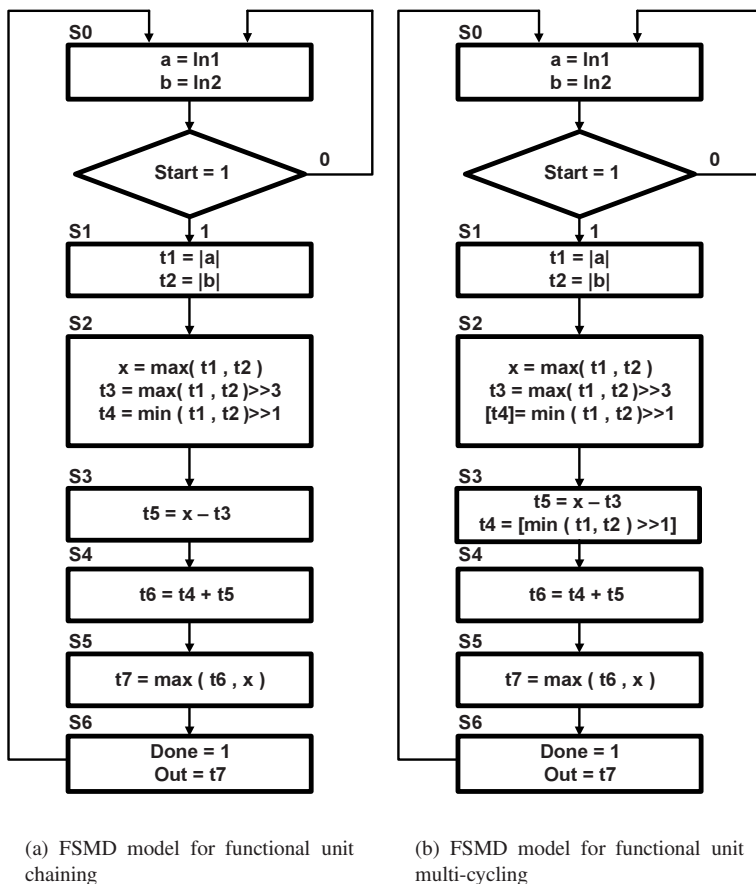 S0
a = In1
b = In2
Start = 1
0
1
S1
t1 = |a|
t2 = |b|
S2
x = max( t1 , t2 )
t3 = max( t1 , t2 )>>3
t4 = min ( t1 , t2 )>>1
S3
t5 = x – t3
S4
t6 = t4 + t5
S5
t7 = max ( t6 , x )
S6
Done = 1
Out = t7
(a) FSMD model for functional unit
chaining
S0
a = In1
b = In2
Start = 1
0
1
S1
t1 = |a|
t2 = |b|
S2
x = max( t1 , t2 )
t3 = max( t1 , t2 )>>3
[t4]= min ( t1 , t2 )>>1
S3
t5 = x – t3
t4 = [min ( t1, t2 ) >>1]
S4
t6 = t4 + t5
S5
t7 = max ( t6 , x )
S6
Done = 1
Out = t7
(b) FSMD model for functional unit
multi-cycling